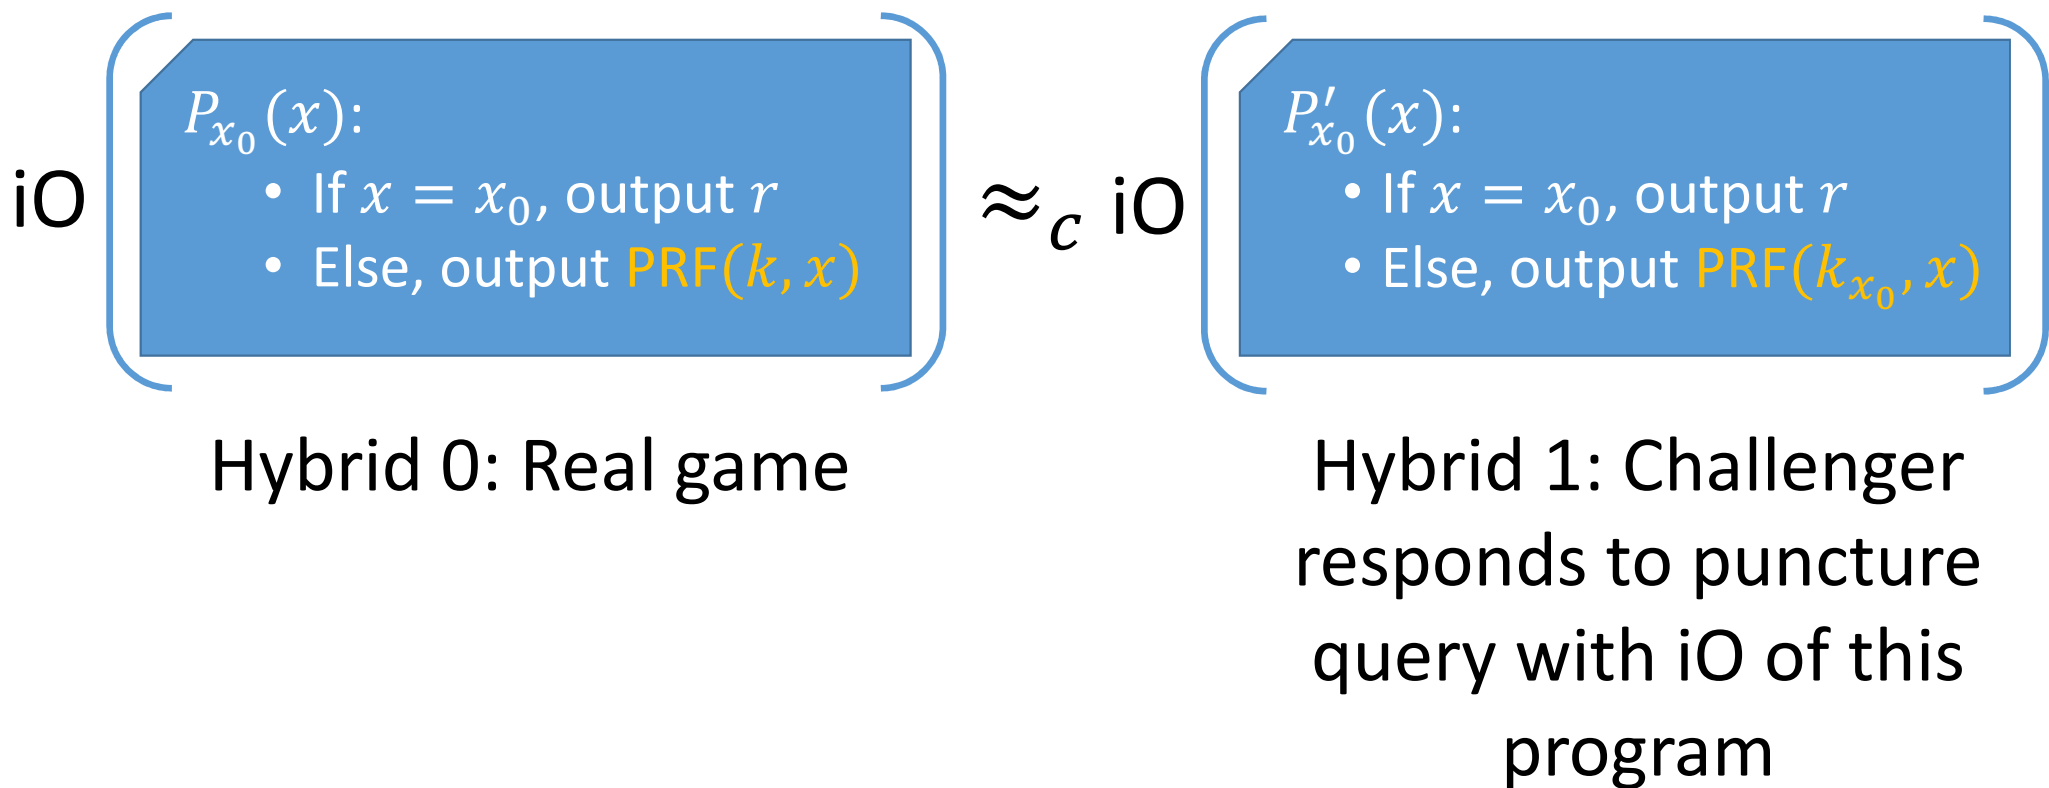 iO
P_{x_0}(x):
• If x = x_0, output r
• Else, output PRF(k, x)
≈_c iO
P'_{x_0}(x):
• If x = x_0, output r
• Else, output PRF(k_{x_0}, x)
Hybrid 0: Real game
Hybrid 1: Challenger
responds to puncture
query with iO of this
program